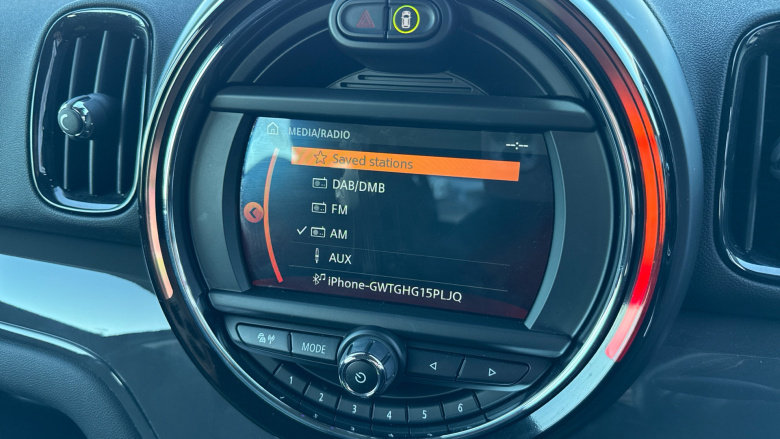 MEDIA/RADIO
Saved stations
DAB/DMB
FM
AM
AUX
iPhone-GWTGHG15PLJQ
MODE
1 2 3 4 5 6